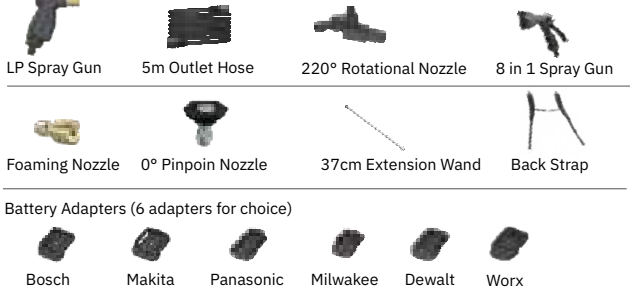 LP Spray Gun 5m Outlet Hose 220° Rotational Nozzle 8 in 1 Spray Gun
Foaming Nozzle 0° Pinpoin Nozzle 37cm Extension Wand Back Strap
Battery Adapters (6 adapters for choice)
Bosch Makita Panasonic Milwakee Dewalt Worx